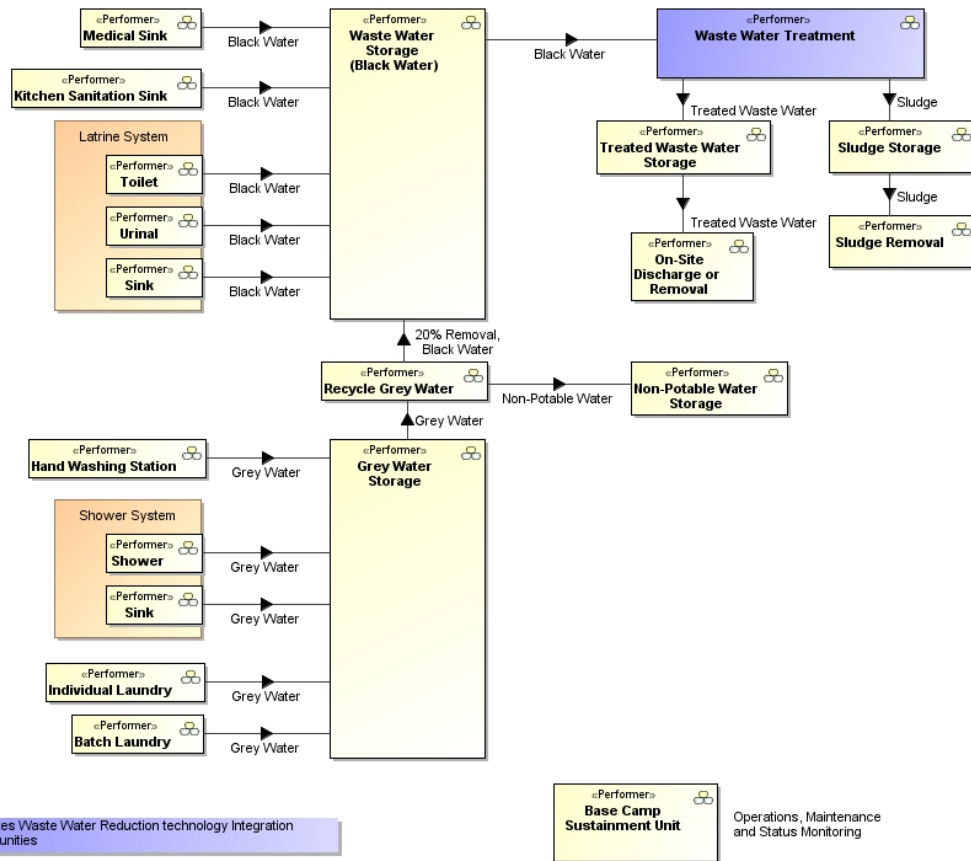 «Performer»
Medical Sink
Black Water
«Performer»
Kitchen Sanitation Sink
Black Water
Latrine System
«Performer»
Toilet
Black Water
«Performer»
Urinal
Black Water
«Performer»
Sink
Black Water
«Performer»
Waste Water
Storage
(Black Water)
Black Water
«Performer»
Waste Water Treatment
Treated Waste Water
Sludge
«Performer»
Treated Waste Water
Storage
«Performer»
Sludge Storage
Treated Waste Water
Sludge
«Performer»
On-Site
Discharge or
Removal
«Performer»
Sludge Removal
20% Removal,
Black Water
«Performer»
Recycle Grey Water
Non-Potable Water
«Performer»
Non-Potable Water
Storage
Grey Water
«Performer»
Hand Washing Station
Grey Water
«Performer»
Grey Water
Storage
Shower System
«Performer»
Shower
Grey Water
«Performer»
Sink
Grey Water
«Performer»
Individual Laundry
Grey Water
«Performer»
Batch Laundry
Grey Water
Waste Water Reduction technology Integration
«Performer»
Base Camp
Sustainment Unit
Operations, Maintenance
and Status Monitoring